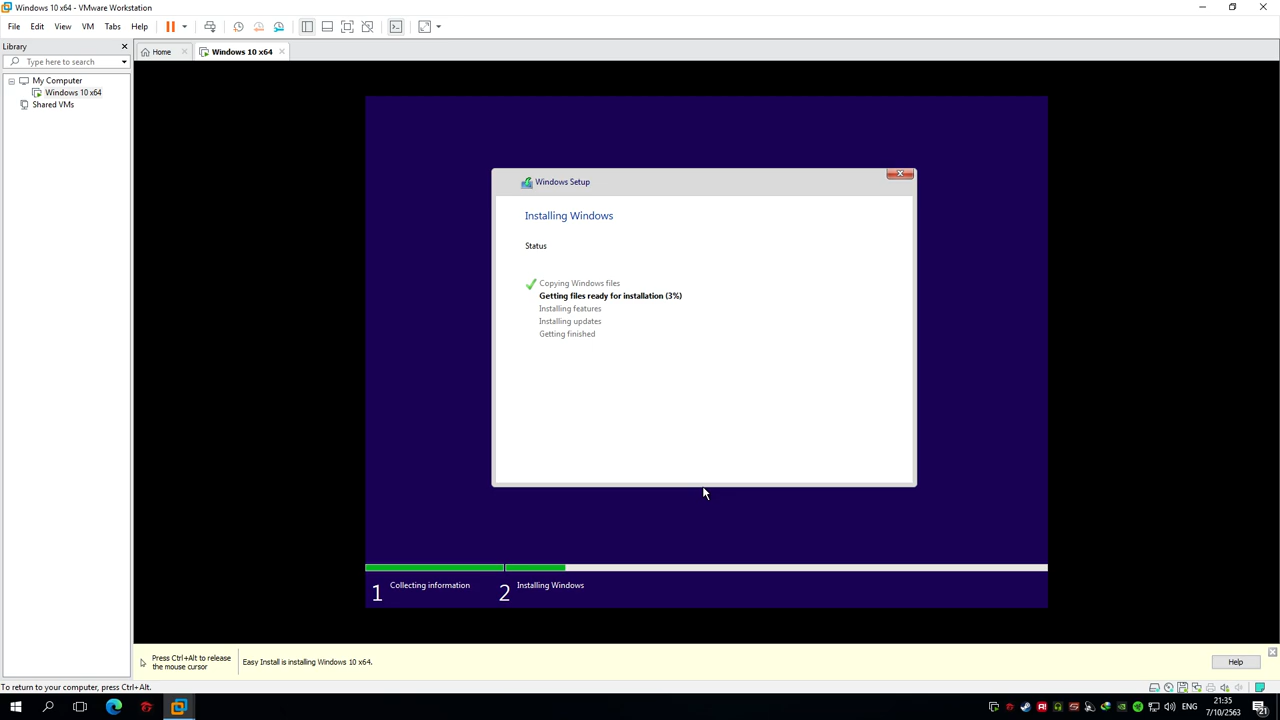 Windows 10 x64 - VMware Workstation
File Edit View VM Tabs Help
Library
Type here to search
Home
Windows 10 x64
My Computer
Windows 10 x64
Shared VMs
Windows Setup
Installing Windows
Status
Copying Windows files
Getting files ready for installation (3%)
Installing features
Installing updates
Getting finished
1 Collecting information
2 Installing Windows
Press Ctrl+Alt to release
the mouse cursor
Easy Install is installing Windows 10 x64.
Help
To return to your computer, press Ctrl+Alt.
ENG
21:35
7/10/2563